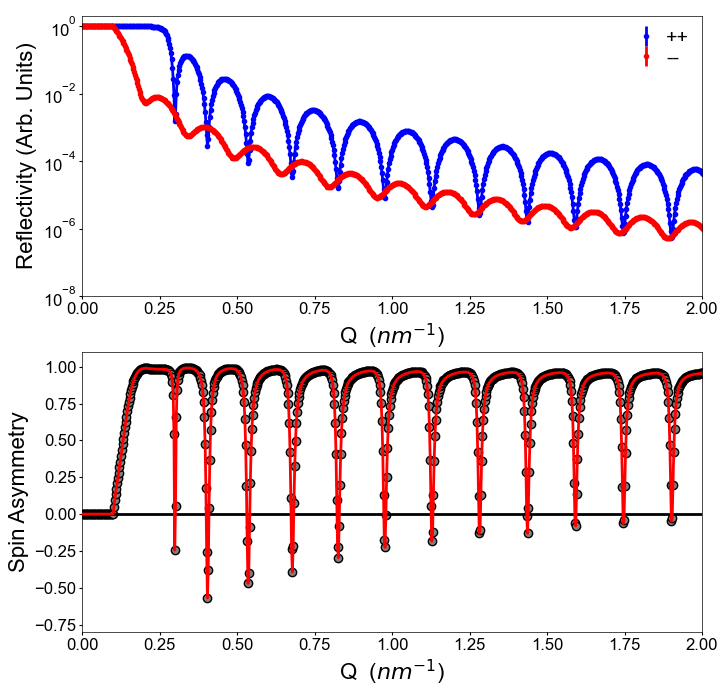 10⁰
10⁻²
10⁻⁴
10⁻⁶
10⁻⁸
Reflectivity (Arb. Units)
++
−
0.00 0.25 0.50 0.75 1.00 1.25 1.50 1.75 2.00
Q (nm⁻¹)
1.00
0.75
0.50
0.25
0.00
−0.25
−0.50
−0.75
Spin Asymmetry
0.00 0.25 0.50 0.75 1.00 1.25 1.50 1.75 2.00
Q (nm⁻¹)